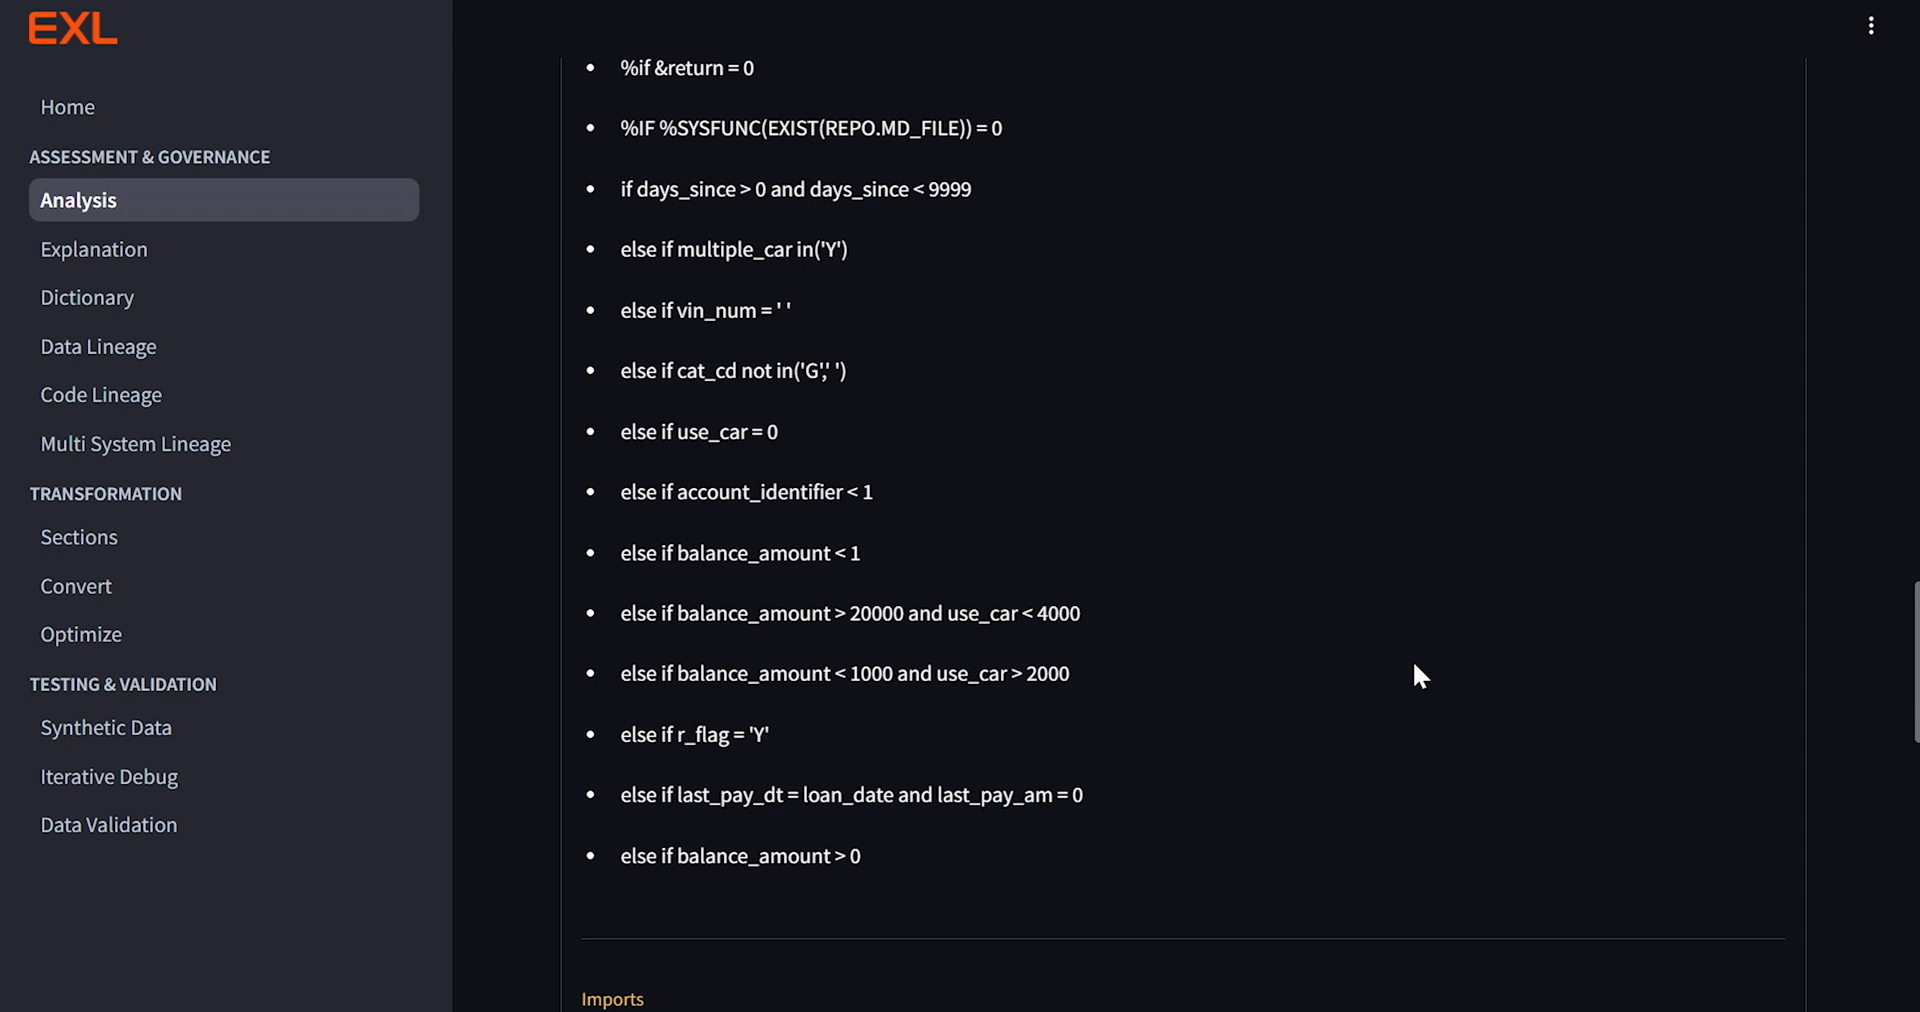 EXL
Home
ASSESSMENT & GOVERNANCE
Analysis
Explanation
Dictionary
Data Lineage
Code Lineage
Multi System Lineage
TRANSFORMATION
Sections
Convert
Optimize
TESTING & VALIDATION
Synthetic Data
Iterative Debug
Data Validation
• %if &return = 0
• %IF %SYSFUNC(EXIST(REPO.MD_FILE)) = 0
• if days_since > 0 and days_since < 9999
• else if multiple_car in('Y')
• else if vin_num = ' '
• else if cat_cd not in('G',' ')
• else if use_car = 0
• else if account_identifier < 1
• else if balance_amount < 1
• else if balance_amount > 20000 and use_car < 4000
• else if balance_amount < 1000 and use_car > 2000
• else if r_flag = 'Y'
• else if last_pay_dt = loan_date and last_pay_am = 0
• else if balance_amount > 0
Imports